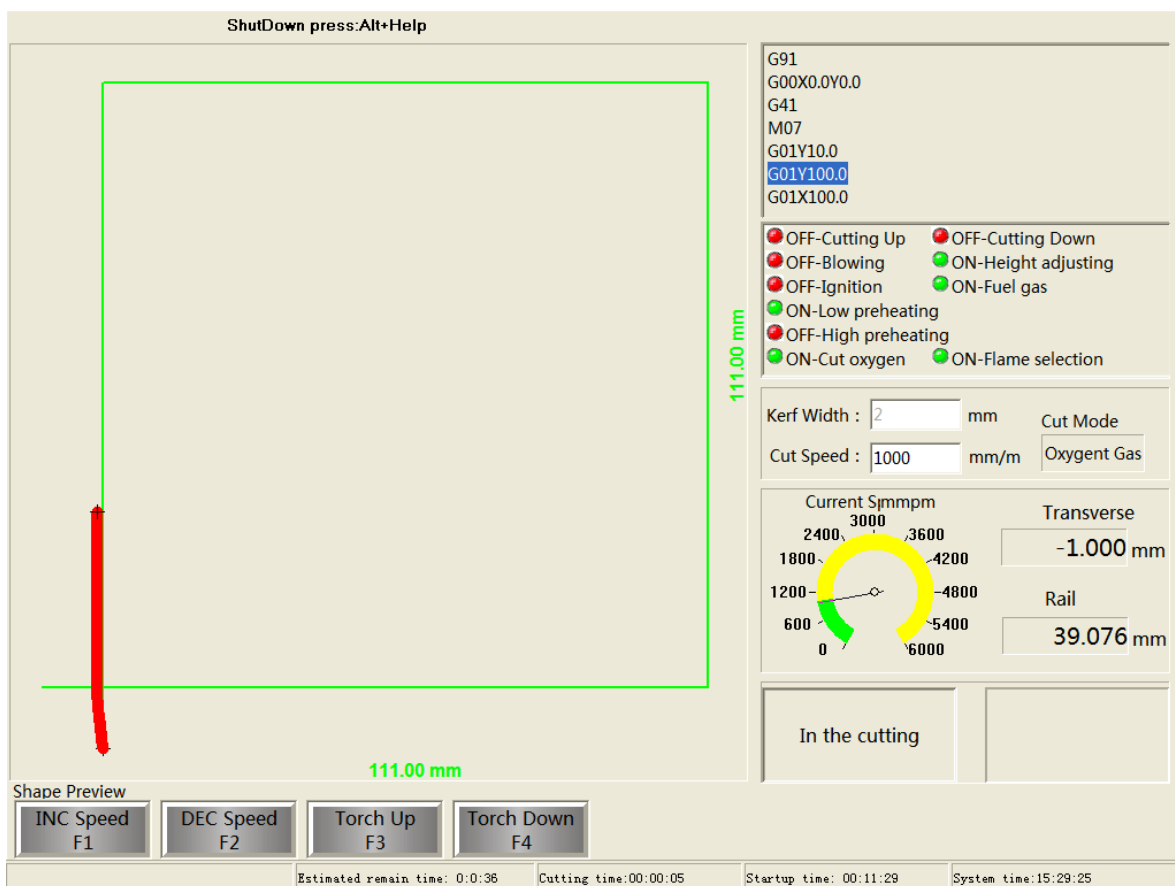 ShutDown press:Alt+Help
G91
G00X0.0Y0.0
G41
M07
G01Y10.0
G01Y100.0
G01X100.0
OFF-Cutting Up OFF-Cutting Down
OFF-Blowing ON-Height adjusting
OFF-Ignition ON-Fuel gas
ON-Low preheating
OFF-High preheating
ON-Cut oxygen ON-Flame selection
111.00 mm
Kerf Width : 2 mm
Cut Mode
Cut Speed : 1000 mm/m
Oxygent Gas
Current Smmpm
3000
2400 3600
1800 4200
1200 4800
600 5400
0 6000
Transverse
-1.000 mm
Rail
39.076 mm
In the cutting
111.00 mm
Shape Preview
INC Speed
F1
DEC Speed
F2
Torch Up
F3
Torch Down
F4
Estimated remain time: 0:0:36 Cutting time:00:00:05 Startup time: 00:11:29 System time:15:29:25